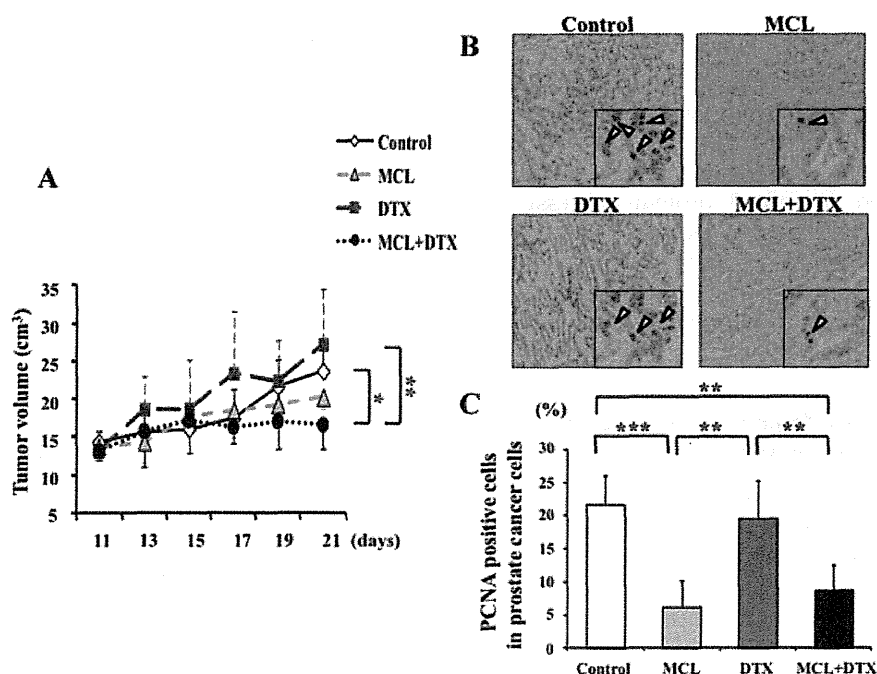 A
Control
MCL
DTX
MCL+DTX
Tumor volume (cm³)
35
30
25
20
15
10
5
11 13 15 17 19 21 (days)
*
**
B
Control MCL
DTX MCL+DTX
C
(%)
PCNA positive cells
in prostate cancer cells
35
30
25
20
15
10
5
0
**
*** ** **
Control MCL DTX MCL+DTX